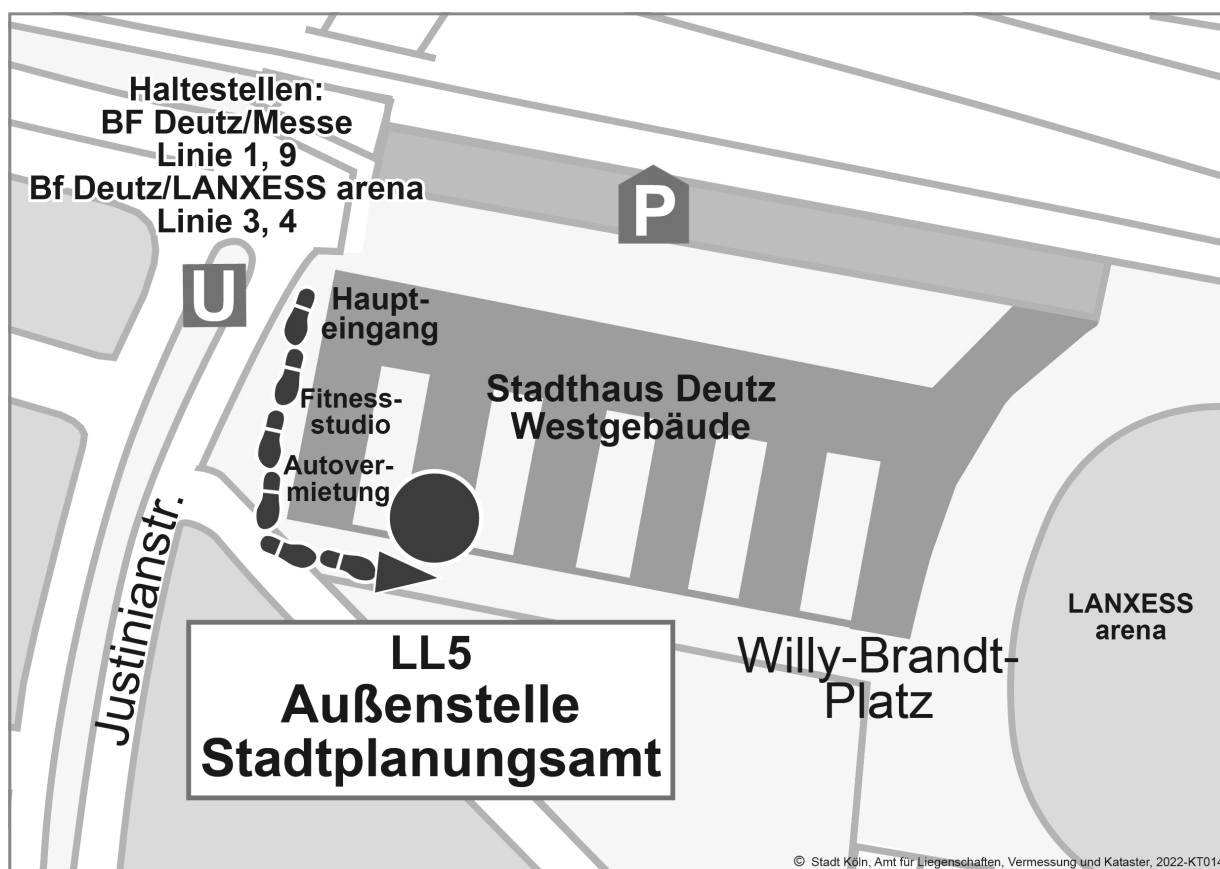 Haltestellen:
BF Deutz/Messe
Linie 1, 9
Bf Deutz/LANXESS arena
Linie 3, 4
P
U
Haupt-
eingang
Stadthaus Deutz
Westgebäude
Fitness-
studio
Autover-
mietung
Justinianstr.
LANXESS
arena
Willy-Brandt-
Platz
LL5
Außenstelle
Stadtplanungsamt
© Stadt Köln, Amt für Liegenschaften, Vermessung und Kataster, 2022-KT014